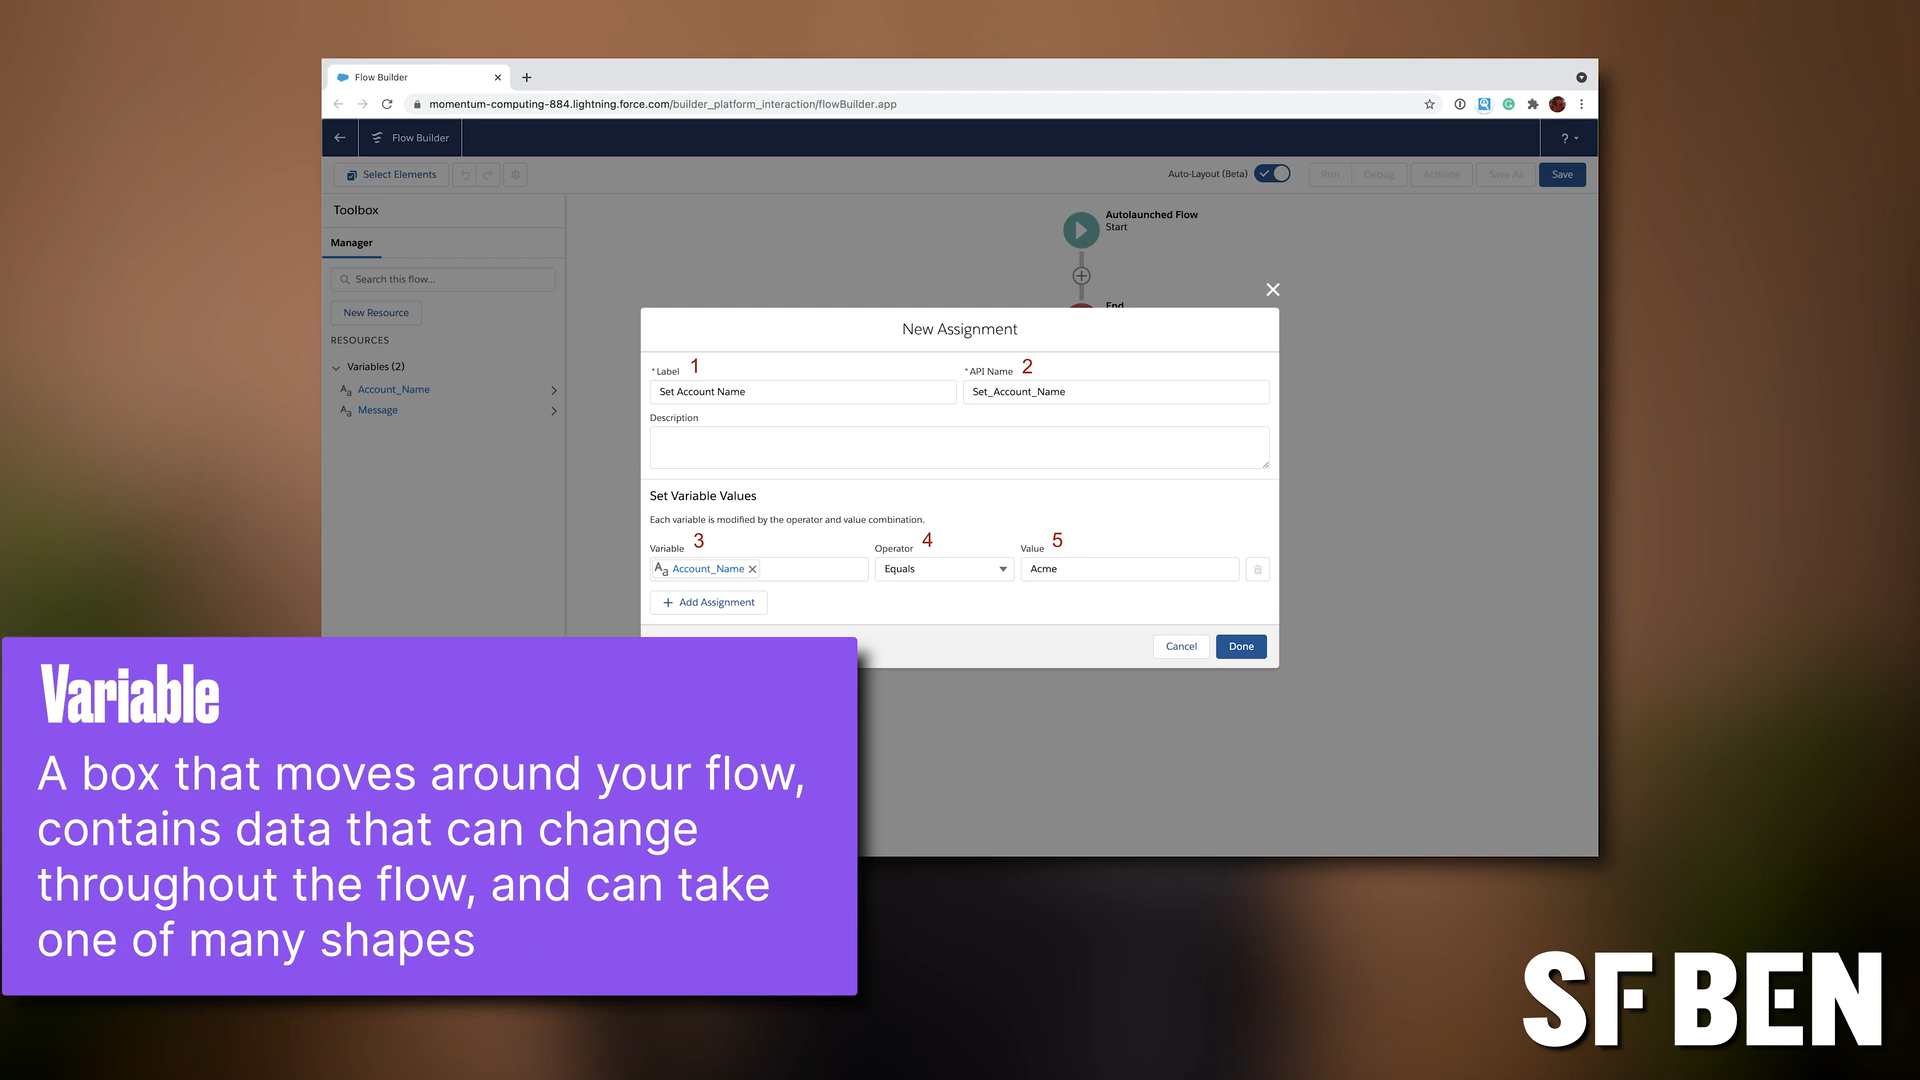 Flow Builder
momentum-computing-884.lightning.force.com/builder_platform_interaction/flowBuilder.app
Flow Builder
?
Select Elements
Auto-Layout (Beta)
Run
Debug
Activate
Save As
Save
Toolbox
Manager
Search this flow...
New Resource
RESOURCES
Variables (2)
Aa Account_Name
Aa Message
Autolaunched Flow
Start
End
New Assignment
* Label 1
* API Name 2
Set Account Name
Set_Account_Name
Description
Set Variable Values
Each variable is modified by the operator and value combination.
Variable 3
Operator 4
Value 5
Aa Account_Name
Equals
Acme
+ Add Assignment
Cancel
Done
Variable
A box that moves around your flow,
contains data that can change
throughout the flow, and can take
one of many shapes
SF BEN